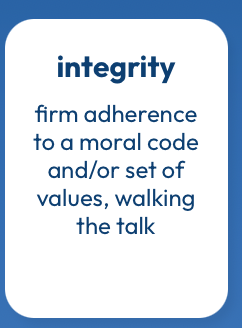 integrity
firm adherence
to a moral code
and/or set of
values, walking
the talk